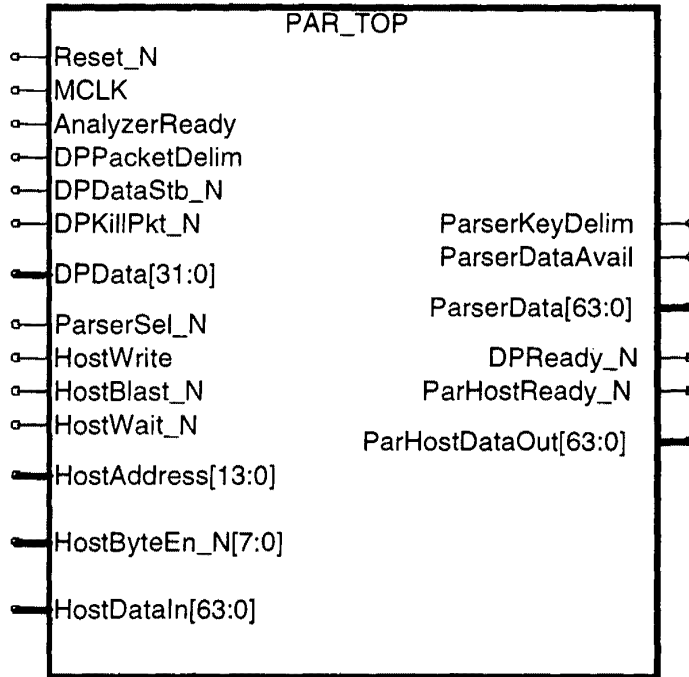 PAR_TOP
Reset_N
MCLK
AnalyzerReady
DPPacketDelim
DPDataStb_N
DPKillPkt_N
DPData[31:0]
ParserSel_N
HostWrite
HostBlast_N
HostWait_N
HostAddress[13:0]
HostByteEn_N[7:0]
HostDataIn[63:0]
ParserKeyDelim
ParserDataAvail
ParserData[63:0]
DPReady_N
ParHostReady_N
ParHostDataOut[63:0]